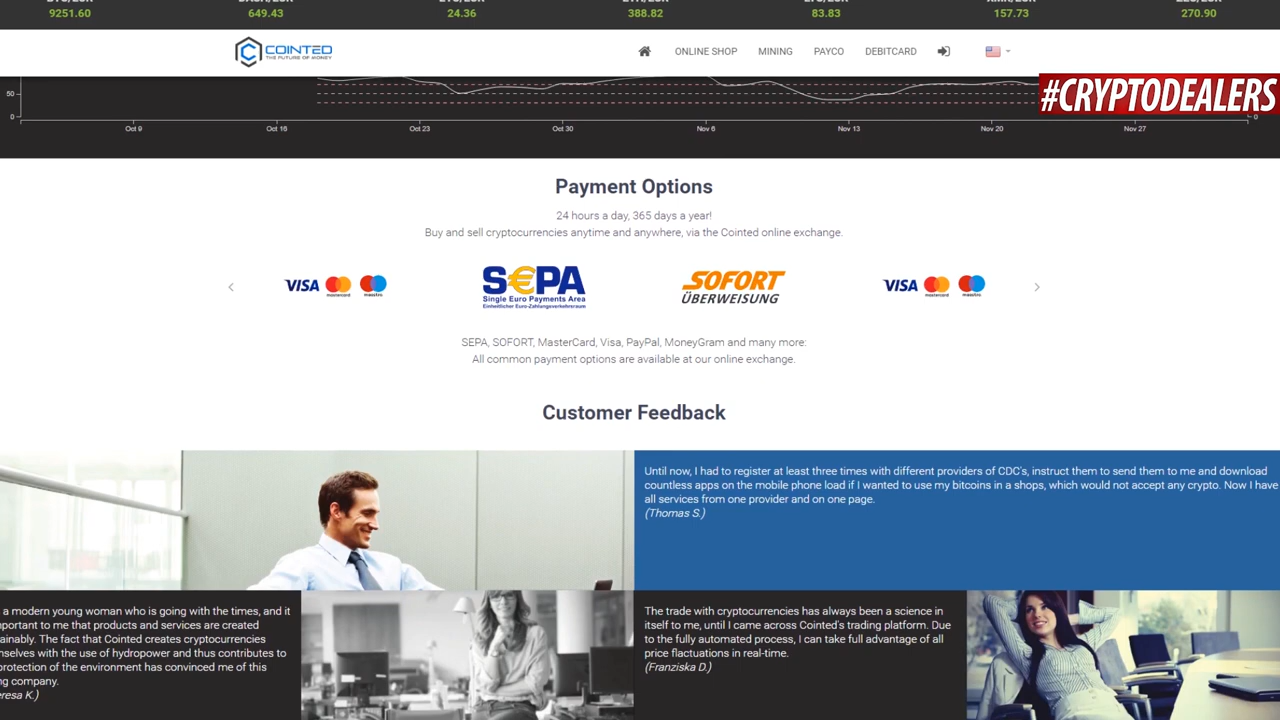 9251.60 649.43 24.36 388.82 83.83 157.73 270.90
COINTED
THE FUTURE OF MONEY
ONLINE SHOP MINING PAYCO DEBITCARD
#CRYPTODEALERS
50
0
0
Oct 9 Oct 16 Oct 23 Oct 30 Nov 6 Nov 13 Nov 20 Nov 27
Payment Options
24 hours a day, 365 days a year!
Buy and sell cryptocurrencies anytime and anywhere, via the Cointed online exchange.
VISA mastercard maestro
SEPA
Single Euro Payments Area
Einheitlicher Euro-Zahlungsverkehrsraum
SOFORT
ÜBERWEISUNG
VISA mastercard maestro
SEPA, SOFORT, MasterCard, Visa, PayPal, MoneyGram and many more:
All common payment options are available at our online exchange.
Customer Feedback
Until now, I had to register at least three times with different providers of CDC's, instruct them to send them to me and download
countless apps on the mobile phone load if I wanted to use my bitcoins in a shops, which would not accept any crypto. Now I have
all services from one provider and on one page.
(Thomas S.)
a modern young woman who is going with the times, and it
portant to me that products and services are created
ainably. The fact that Cointed creates cryptocurrencies
mselves with the use of hydropower and thus contributes to
protection of the environment has convinced me of this
ng company.
eresa K.)
The trade with cryptocurrencies has always been a science in
itself to me, until I came across Cointed's trading platform. Due
to the fully automated process, I can take full advantage of all
price fluctuations in real-time.
(Franziska D.)